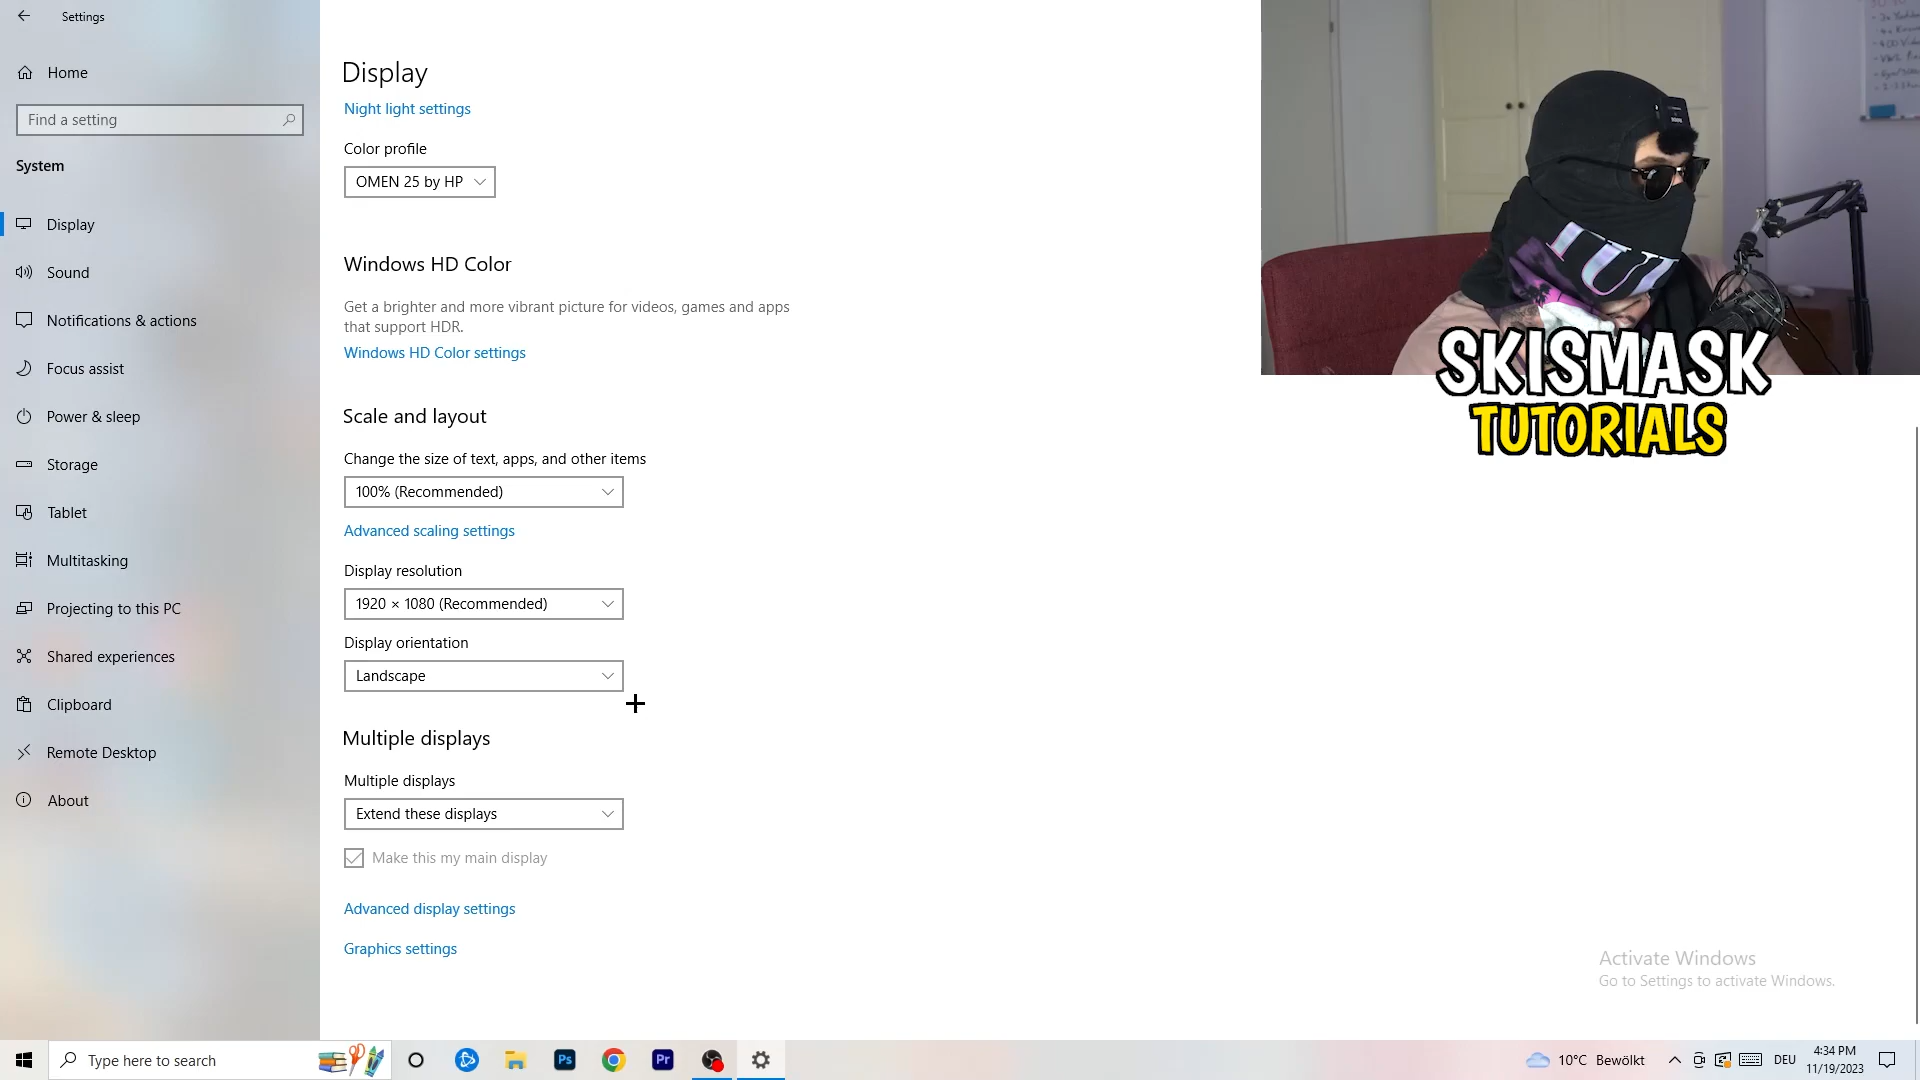 Settings
Home
Find a setting
System
Display
Sound
Notifications & actions
Focus assist
Power & sleep
Storage
Tablet
Multitasking
Projecting to this PC
Shared experiences
Clipboard
Remote Desktop
About
Display
Night light settings
Color profile
OMEN 25 by HP
Windows HD Color
Get a brighter and more vibrant picture for videos, games and apps
that support HDR.
Windows HD Color settings
Scale and layout
Change the size of text, apps, and other items
100% (Recommended)
Advanced scaling settings
Display resolution
1920 × 1080 (Recommended)
Display orientation
Landscape
Multiple displays
Multiple displays
Extend these displays
Make this my main display
Advanced display settings
Graphics settings
SKISMASK
TUTORIALS
Activate Windows
Go to Settings to activate Windows.
Type here to search
Ps
Pr
10°C Bewölkt
DEU
4:34 PM
11/19/2023